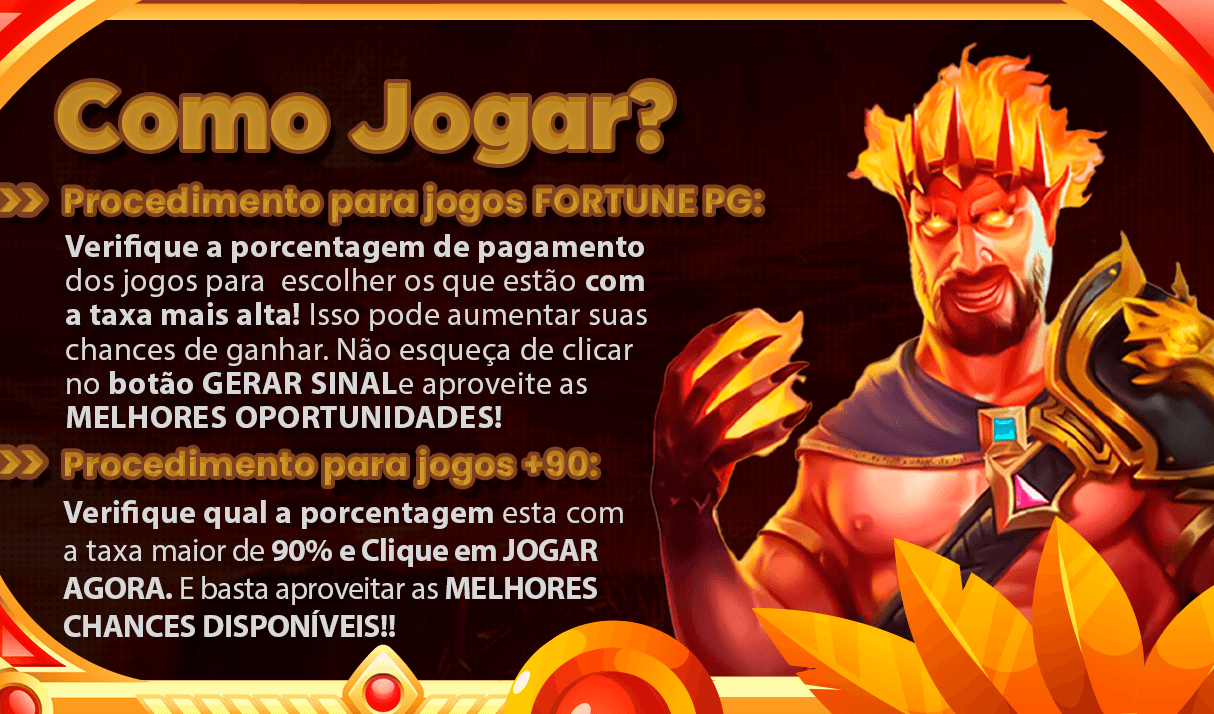 Como Jogar?
Procedimento para jogos FORTUNE PG:
Verifique a porcentagem de pagamento
dos jogos para escolher os que estão com
a taxa mais alta! Isso pode aumentar suas
chances de ganhar. Não esqueça de clicar
no botão GERAR SINALe aproveite as
MELHORES OPORTUNIDADES!
Procedimento para jogos +90:
Verifique qual a porcentagem esta com
a taxa maior de 90% e Clique em JOGAR
AGORA. E basta aproveitar as MELHORES
CHANCES DISPONÍVEIS!!